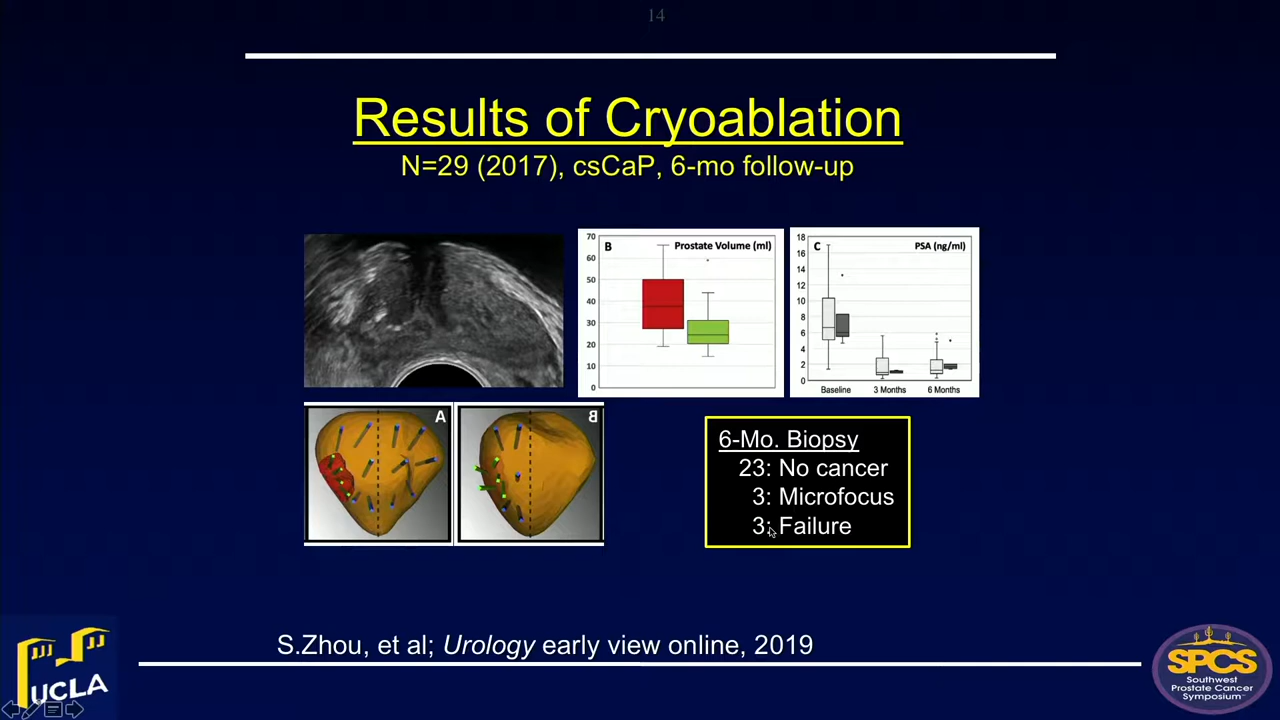 14
Results of Cryoablation
N=29 (2017), csCaP, 6-mo follow-up
B Prostate Volume (ml)
70
60
50
40
30
20
10
0
C PSA (ng/ml)
18
16
14
12
10
8
6
4
2
0
Baseline 3 Months 6 Months
A
B
6-Mo. Biopsy
23: No cancer
3: Microfocus
3: Failure
S.Zhou, et al; Urology early view online, 2019
UCLA
SPCS
Southwest
Prostate Cancer
Symposium